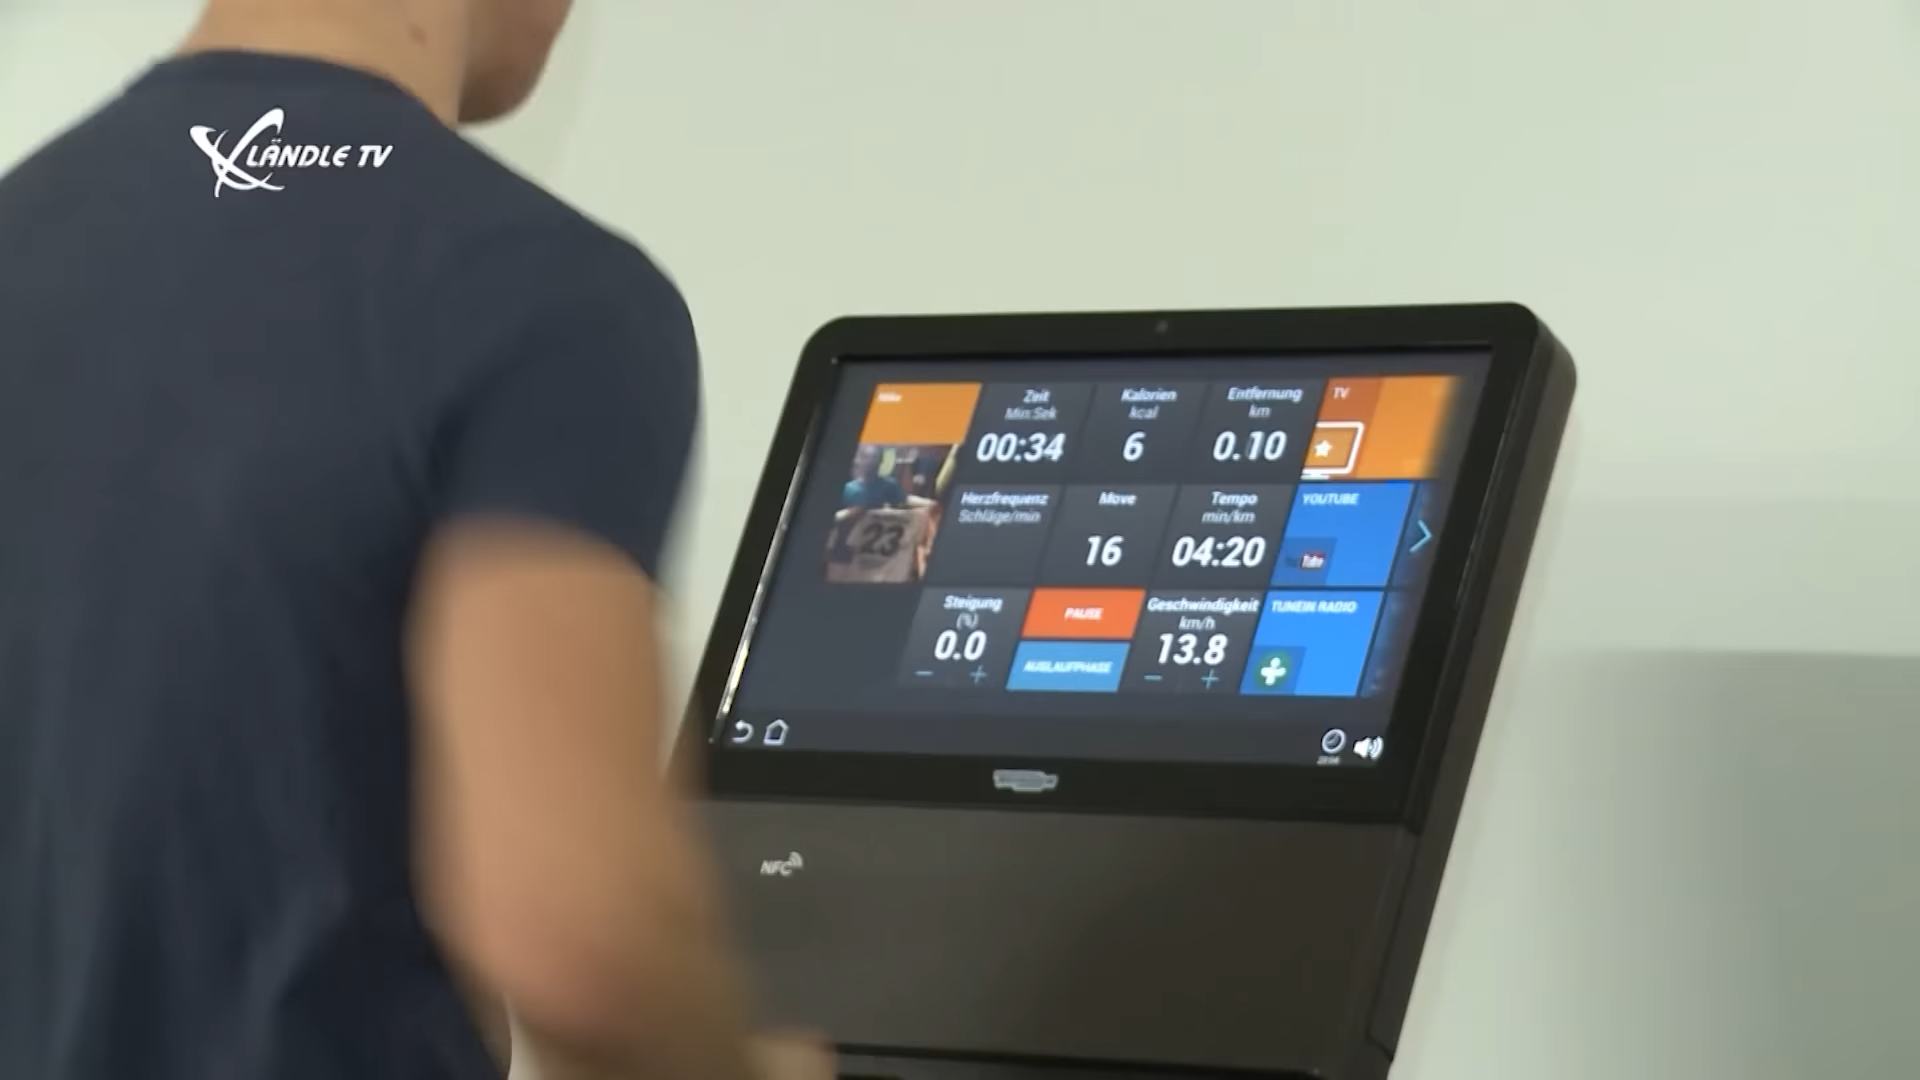 LÄNDLE TV
Mike
Zeit
Min:Sek
00:34
Kalorien
kcal
6
Entfernung
km
0.10
TV
23
Herzfrequenz
Schläge/min
Move
16
Tempo
min/km
04:20
YOUTUBE
Tube
Steigung
(%)
0.0
− +
PAUSE
AUSLAUFPHASE
Geschwindigkeit
km/h
13.8
− +
TUNEIN RADIO
NFC